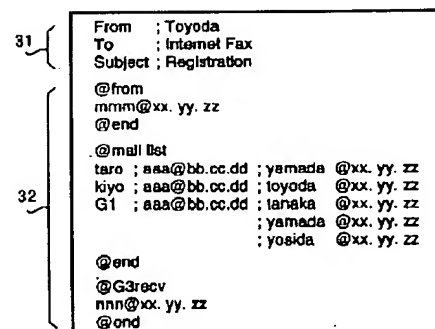 31
From ; Toyoda
To ; Internet Fax
Subject ; Registration
32
@from
mmm@xx. yy. zz
@end
@mail list
taro ; aaa@bb.cc.dd ; yamada @xx. yy. zz
kiyo ; aaa@bb.cc.dd ; toyoda @xx. yy. zz
G1 ; aaa@bb.cc.dd ; tanaka @xx. yy. zz
; yamada @xx. yy. zz
; yosida @xx. yy. zz
@end
@G3recv
nnn@xx. yy. zz
@end